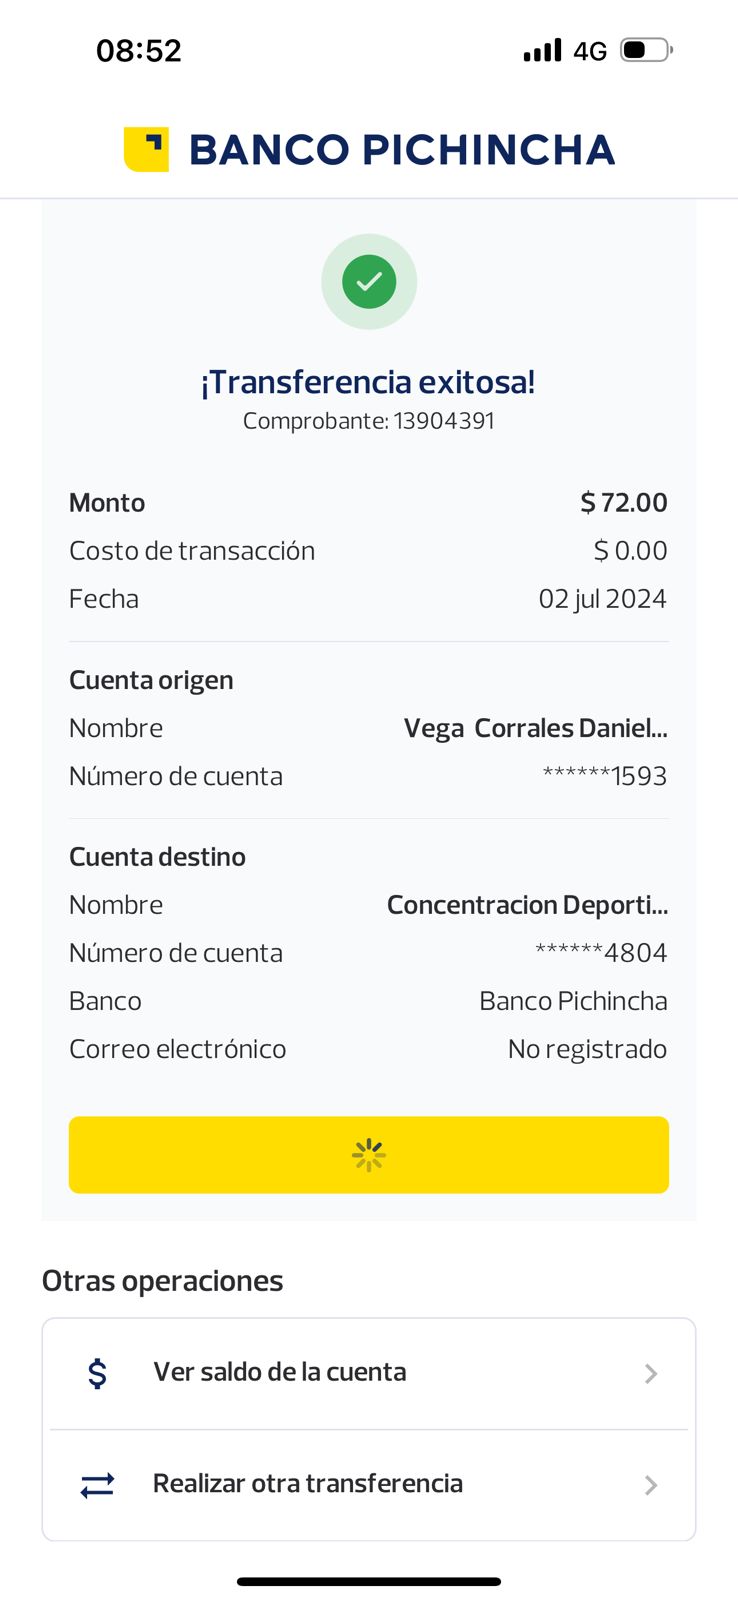 08:52 4G
BANCO PICHINCHA
¡Transferencia exitosa!
Comprobante: 13904391
Monto $ 72.00
Costo de transacción $ 0.00
Fecha 02 jul 2024
Cuenta origen
Nombre Vega Corrales Daniel...
Número de cuenta ******1593
Cuenta destino
Nombre Concentracion Deporti...
Número de cuenta ******4804
Banco Banco Pichincha
Correo electrónico No registrado
Otras operaciones
$ Ver saldo de la cuenta
Realizar otra transferencia